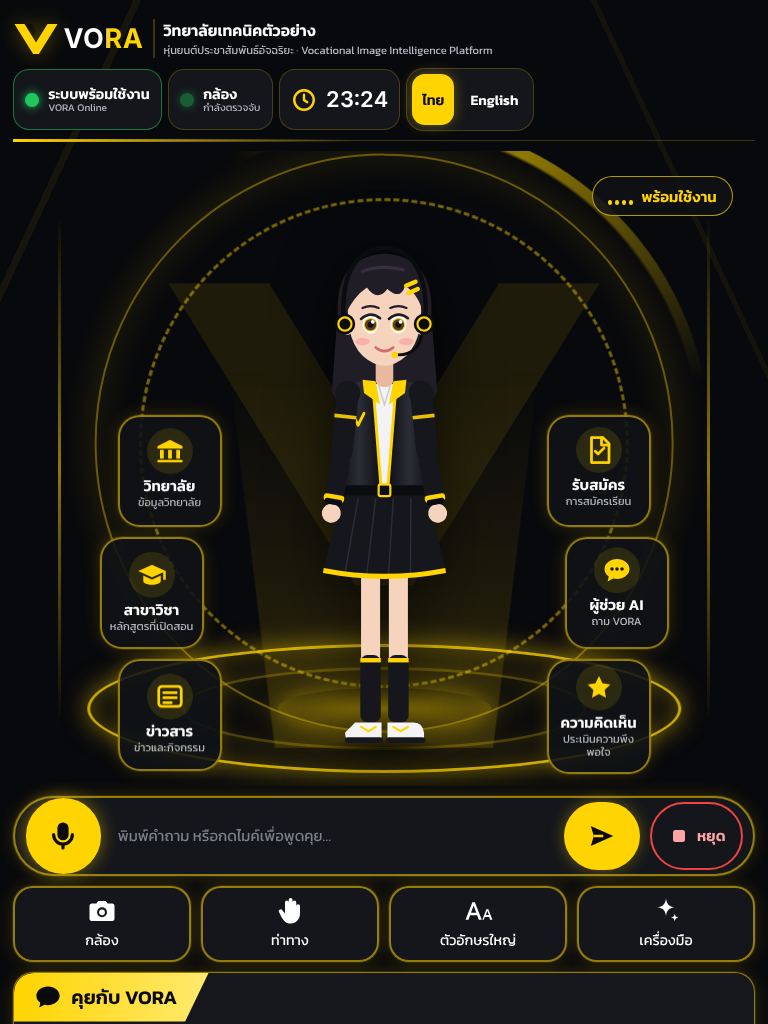 VORA
วิทยาลัยเทคนิคตัวอย่าง
หุ่นยนต์ประชาสัมพันธ์อัจฉริยะ · Vocational Image Intelligence Platform
ระบบพร้อมใช้งาน
VORA Online
กล้อง
กำลังตรวจจับ
23:24
ไทย
English
พร้อมใช้งาน
วิทยาลัย
ข้อมูลวิทยาลัย
รับสมัคร
การสมัครเรียน
สาขาวิชา
หลักสูตรที่เปิดสอน
ผู้ช่วย AI
ถาม VORA
ข่าวสาร
ข่าวและกิจกรรม
ความคิดเห็น
ประเมินความพึง
พอใจ
พิมพ์คำถาม หรือกดไมค์เพื่อพูดคุย...
หยุด
กล้อง
ท่าทาง
ตัวอักษรใหญ่
เครื่องมือ
คุยกับ VORA